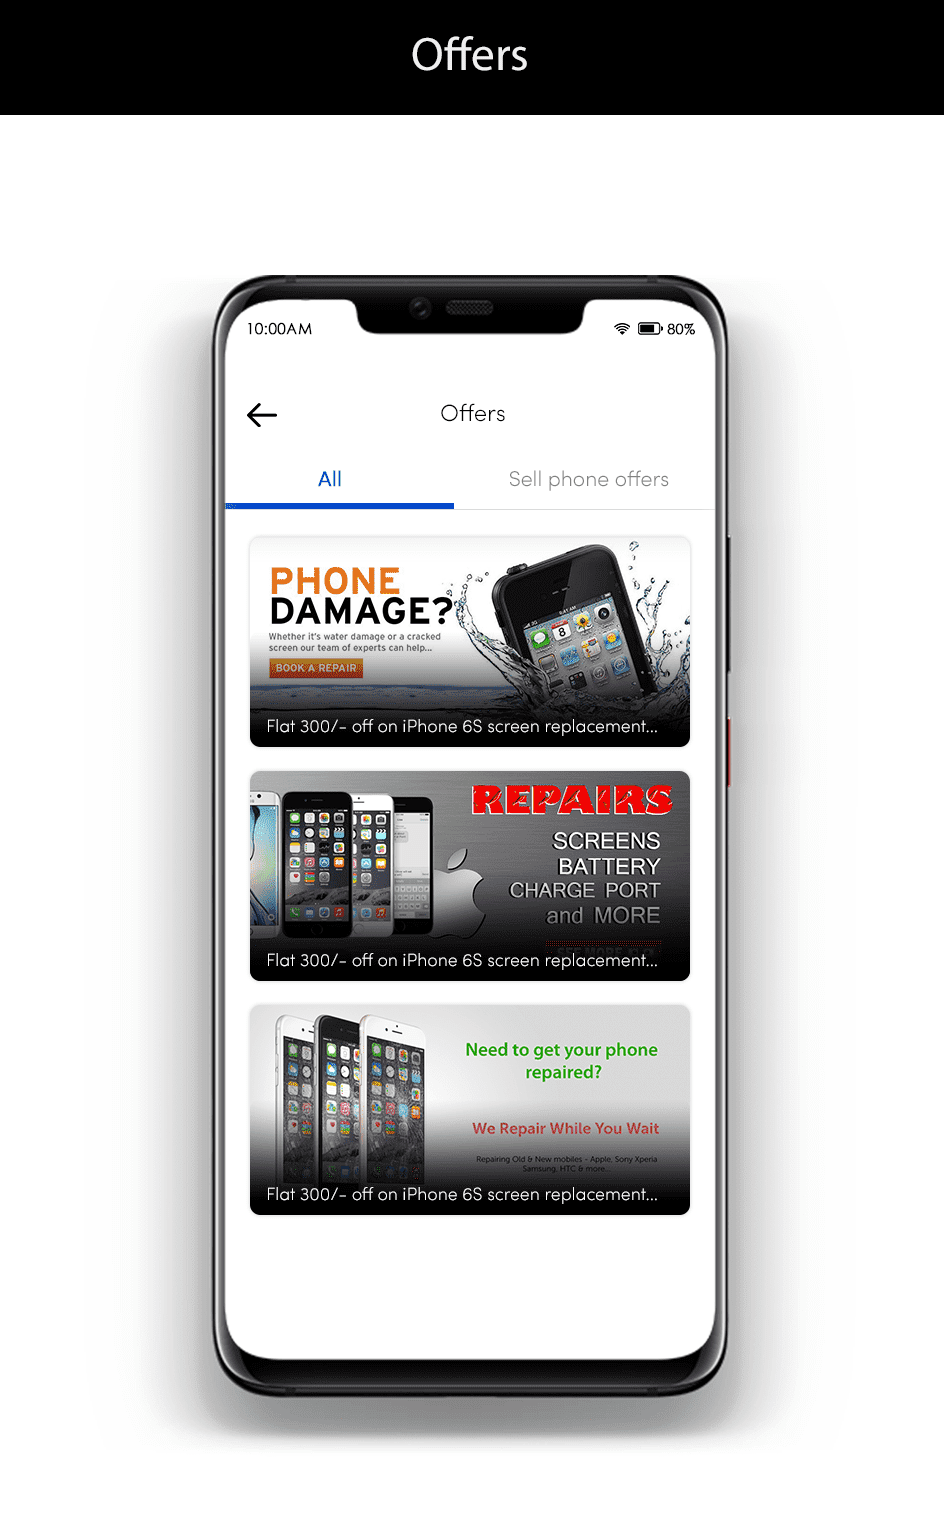 Offers
10:00AM 80%
Offers
All Sell phone offers
PHONE
DAMAGE?
Whether it's water damage or a cracked
screen our team of experts can help...
BOOK A REPAIR
9:41 AM
8
Flat 300/- off on iPhone 6S screen replacement...
REPAIRS
SCREENS
BATTERY
CHARGE PORT
and MORE
Flat 300/- off on iPhone 6S screen replacement...
Need to get your phone
repaired?
We Repair While You Wait
Repairing Old & New mobiles - Apple, Sony Xperia
Samsung, HTC & more..
Flat 300/- off on iPhone 6S screen replacement...